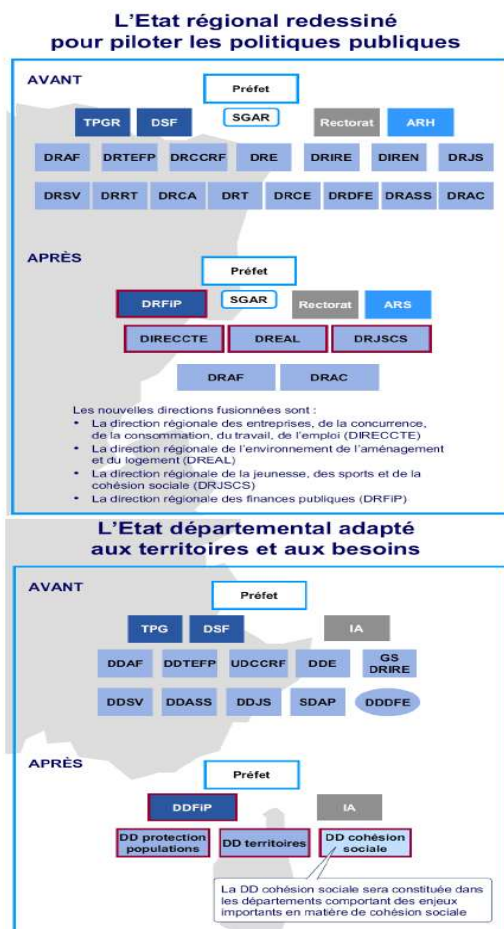 L'Etat régional redessiné
pour piloter les politiques publiques
AVANT
Préfet
TPGR DSF SGAR Rectorat ARH
DRAF DRTEFP DRCCRF DRE DRIRE DIREN DRJS
DRSV DRRT DRCA DRT DRCE DRDFE DRASS DRAC
APRÈS
Préfet
DRFiP SGAR Rectorat ARS
DIRECCTE DREAL DRJSCS
DRAF DRAC
Les nouvelles directions fusionnées sont :
• La direction régionale des entreprises, de la concurrence,
de la consommation, du travail, de l'emploi (DIRECCTE)
• La direction régionale de l'environnement de l'aménagement
et du logement (DREAL)
• La direction régionale de la jeunesse, des sports et de la
cohésion sociale (DRJSCS)
• La direction régionale des finances publiques (DRFiP)
L'Etat départemental adapté
aux territoires et aux besoins
AVANT
Préfet
TPG DSF IA
DDAF DDTEFP UDCCRF DDE GS
DRIRE
DDSV DDASS DDJS SDAP DDDFE
APRÈS
Préfet
DDFiP IA
DD protection
populations
DD territoires
DD cohésion
sociale
La DD cohésion sociale sera constituée dans
les départements comportant des enjeux
importants en matière de cohésion sociale